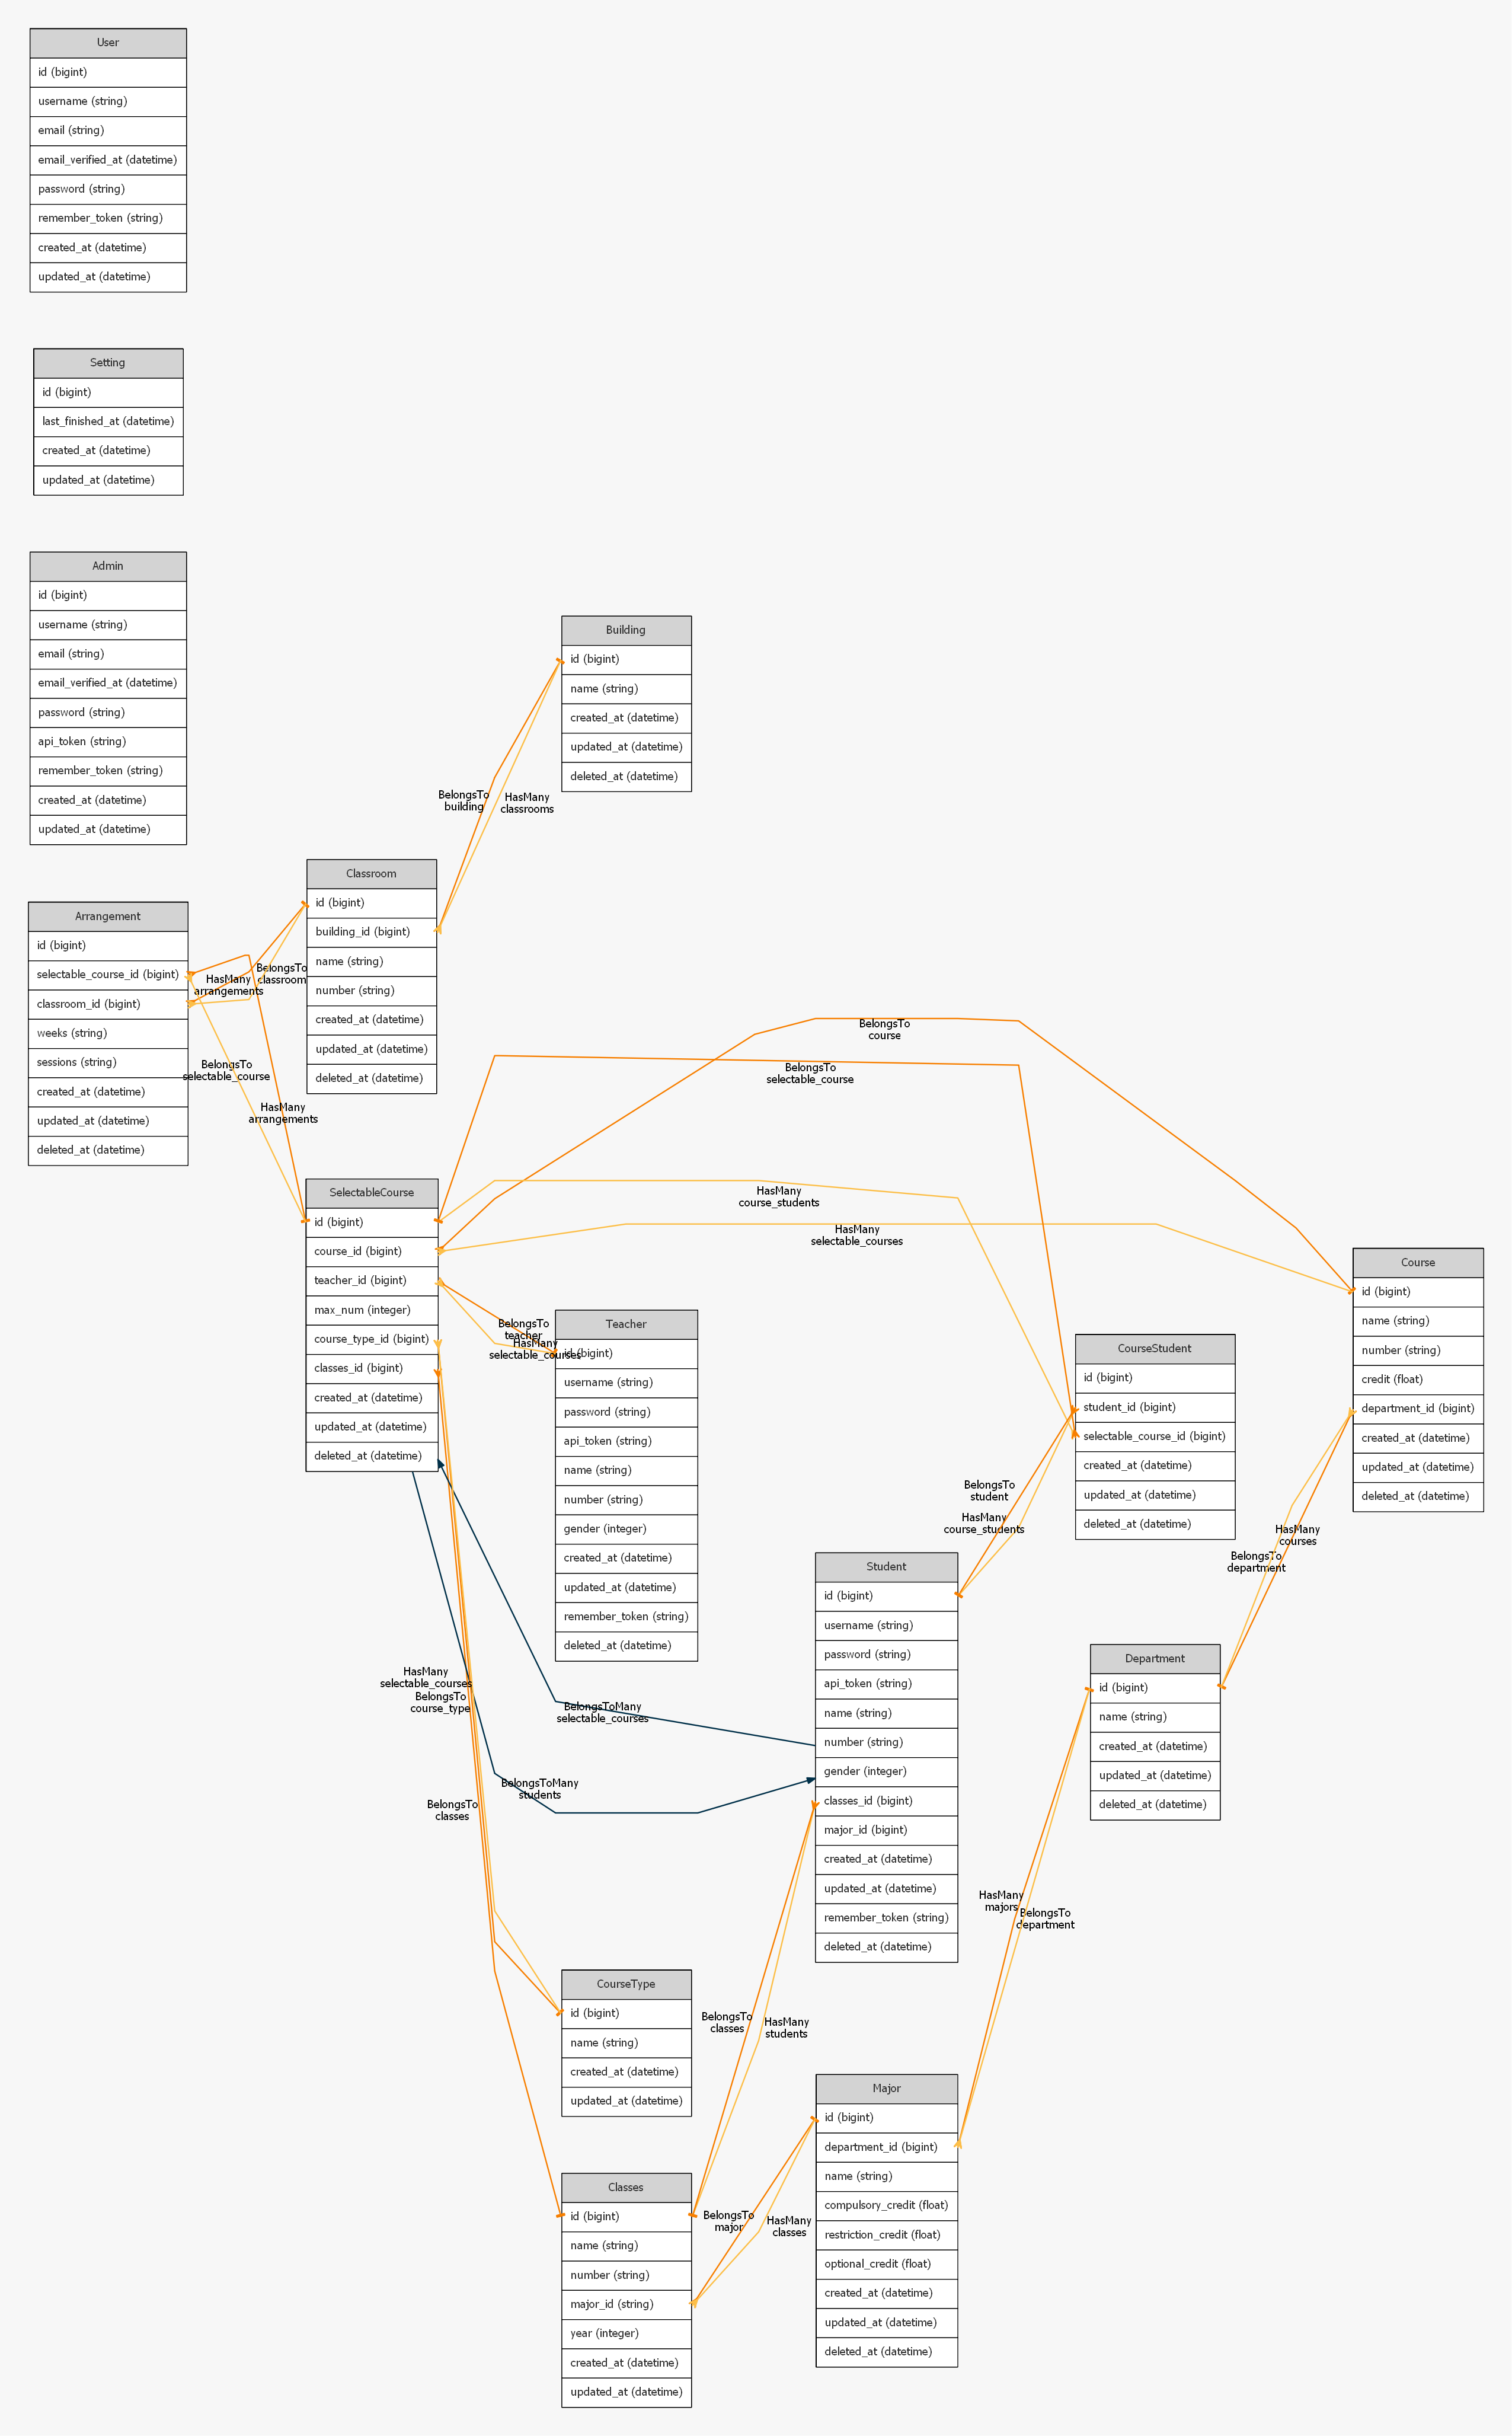 User
id (bigint)
username (string)
email (string)
email_verified_at (datetime)
password (string)
remember_token (string)
created_at (datetime)
updated_at (datetime)
Setting
id (bigint)
last_finished_at (datetime)
created_at (datetime)
updated_at (datetime)
Admin
id (bigint)
username (string)
email (string)
email_verified_at (datetime)
password (string)
api_token (string)
remember_token (string)
created_at (datetime)
updated_at (datetime)
Building
id (bigint)
name (string)
created_at (datetime)
updated_at (datetime)
deleted_at (datetime)
BelongsTo
building
HasMany
classrooms
Classroom
id (bigint)
building_id (bigint)
name (string)
number (string)
created_at (datetime)
updated_at (datetime)
deleted_at (datetime)
Arrangement
id (bigint)
selectable_course_id (bigint)
classroom_id (bigint)
weeks (string)
sessions (string)
created_at (datetime)
updated_at (datetime)
deleted_at (datetime)
HasMany
arrangements
BelongsTo
classroom
BelongsTo
selectable_course
HasMany
arrangements
BelongsTo
course
BelongsTo
selectable_course
HasMany
course_students
HasMany
selectable_courses
SelectableCourse
id (bigint)
course_id (bigint)
teacher_id (bigint)
max_num (integer)
course_type_id (bigint)
classes_id (bigint)
created_at (datetime)
updated_at (datetime)
deleted_at (datetime)
BelongsTo
teacher
HasMany
selectable_courses
Teacher
id (bigint)
username (string)
password (string)
api_token (string)
name (string)
number (string)
gender (integer)
created_at (datetime)
updated_at (datetime)
remember_token (string)
deleted_at (datetime)
Course
id (bigint)
name (string)
number (string)
credit (float)
department_id (bigint)
created_at (datetime)
updated_at (datetime)
deleted_at (datetime)
CourseStudent
id (bigint)
student_id (bigint)
selectable_course_id (bigint)
created_at (datetime)
updated_at (datetime)
deleted_at (datetime)
BelongsTo
student
HasMany
course_students
HasMany
courses
BelongsTo
department
Student
id (bigint)
username (string)
password (string)
api_token (string)
name (string)
number (string)
gender (integer)
classes_id (bigint)
major_id (bigint)
created_at (datetime)
updated_at (datetime)
remember_token (string)
deleted_at (datetime)
Department
id (bigint)
name (string)
created_at (datetime)
updated_at (datetime)
deleted_at (datetime)
HasMany
selectable_courses
BelongsTo
course_type
BelongsToMany
selectable_courses
BelongsToMany
students
BelongsTo
classes
HasMany
majors
BelongsTo
department
CourseType
id (bigint)
name (string)
created_at (datetime)
updated_at (datetime)
BelongsTo
classes
HasMany
students
Major
id (bigint)
department_id (bigint)
name (string)
compulsory_credit (float)
restriction_credit (float)
optional_credit (float)
created_at (datetime)
updated_at (datetime)
deleted_at (datetime)
Classes
id (bigint)
name (string)
number (string)
major_id (string)
year (integer)
created_at (datetime)
updated_at (datetime)
BelongsTo
major
HasMany
classes